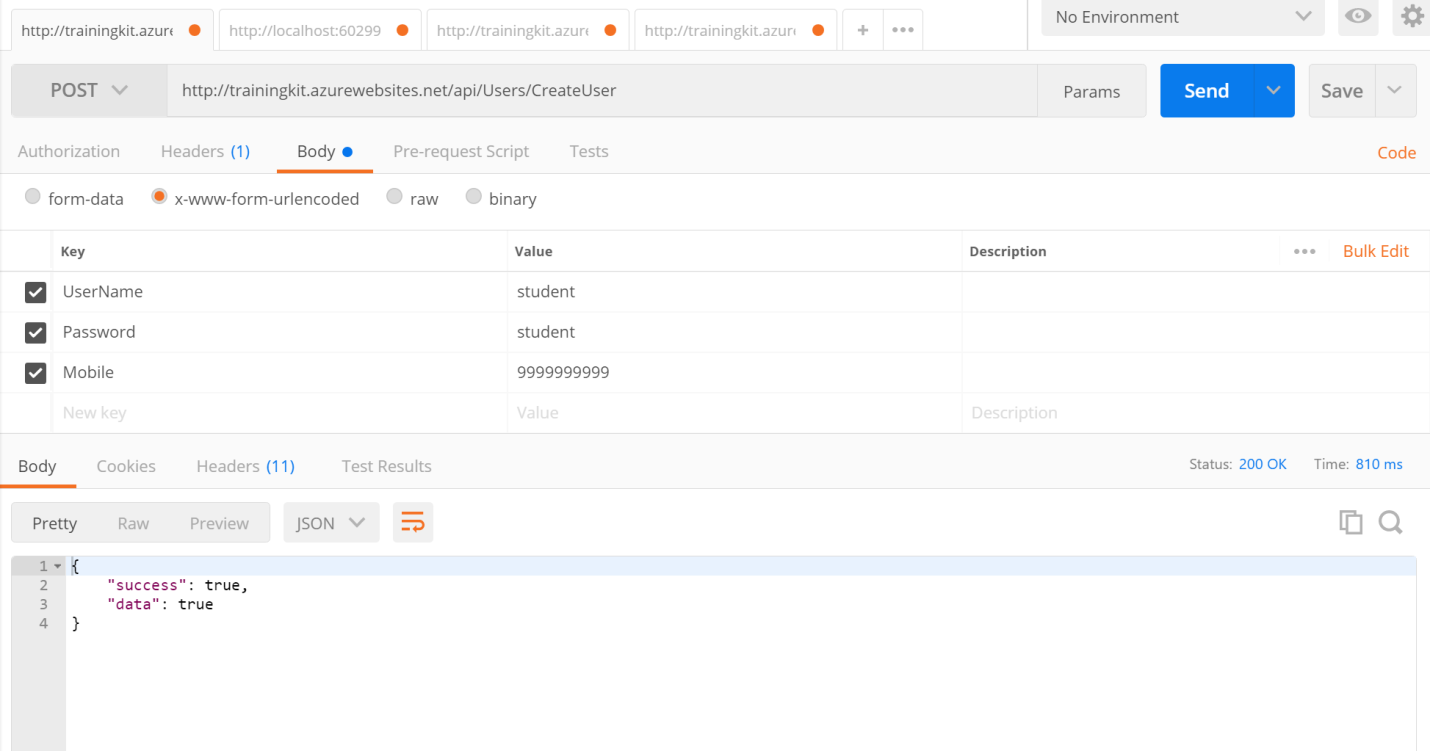 http://trainingkit.azure http://localhost:60299 http://trainingkit.azure http://trainingkit.azure + ••• No Environment
POST http://trainingkit.azurewebsites.net/api/Users/CreateUser Params Send Save
Authorization Headers (1) Body Pre-request Script Tests Code
form-data x-www-form-urlencoded raw binary
Key Value Description ••• Bulk Edit
UserName student
Password student
Mobile 9999999999
New key Value Description
Body Cookies Headers (11) Test Results Status: 200 OK Time: 810 ms
Pretty Raw Preview JSON
1 {
2 "success": true,
3 "data": true
4 }